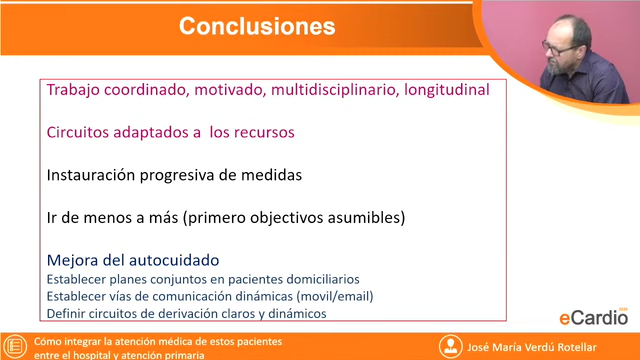 Conclusiones
Trabajo coordinado, motivado, multidisciplinario, longitudinal
Circuitos adaptados a los recursos
Instauración progresiva de medidas
Ir de menos a más (primero objectivos asumibles)
Mejora del autocuidado
Establecer planes conjuntos en pacientes domiciliarios
Establecer vías de comunicación dinámicas (movil/email)
Definir circuitos de derivación claros y dinámicos
eCardio
Cómo integrar la atención médica de estos pacientes
entre el hospital y atención primaria
José María Verdú Rotellar